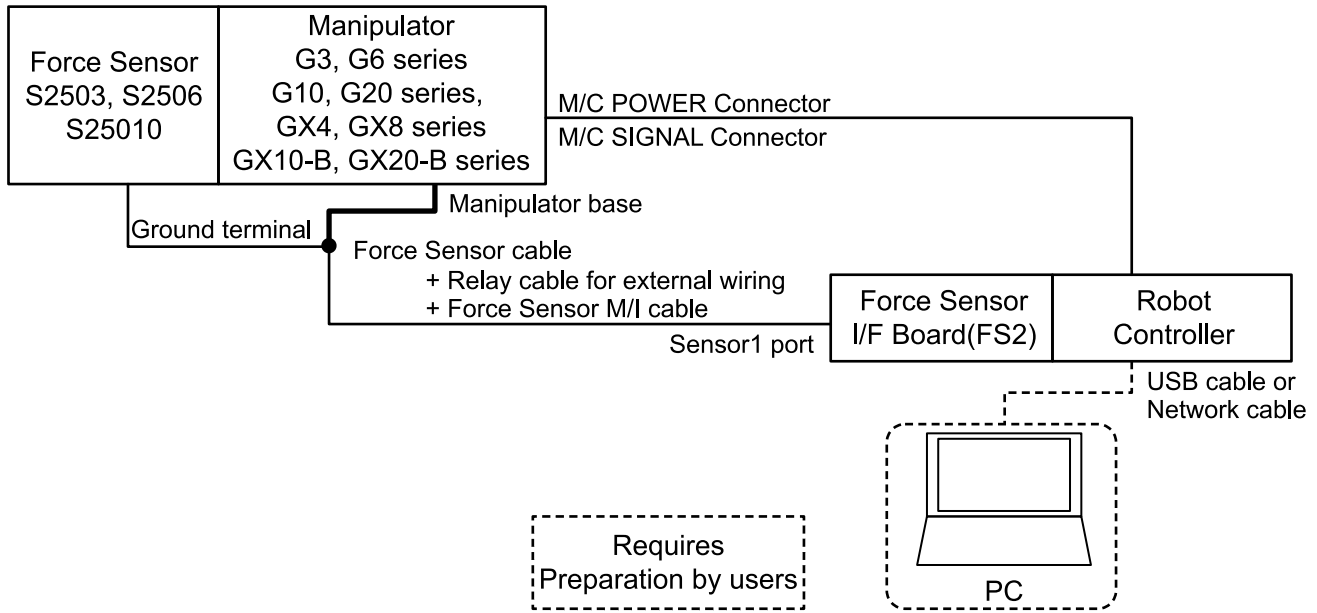 Force Sensor
S2503, S2506
S25010
Manipulator
G3, G6 series
G10, G20 series,
GX4, GX8 series
GX10-B, GX20-B series
M/C POWER Connector
M/C SIGNAL Connector
Manipulator base
Ground terminal
Force Sensor cable
+ Relay cable for external wiring
+ Force Sensor M/I cable
Sensor1 port
Force Sensor
I/F Board(FS2)
Robot
Controller
USB cable or
Network cable
PC
Requires
Preparation by users